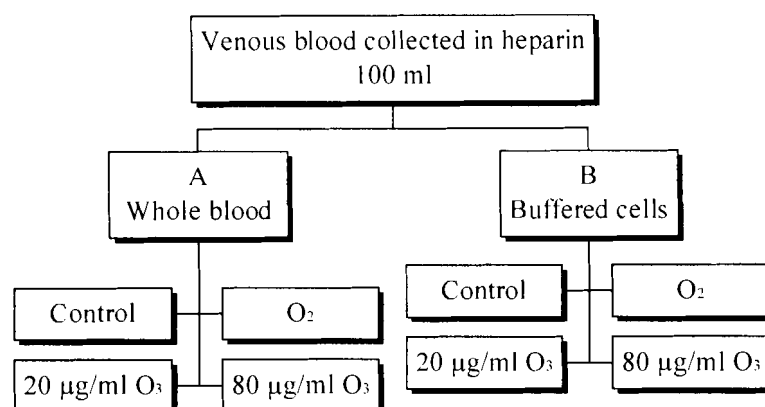 Venous blood collected in heparin
100 ml
A
Whole blood
B
Buffered cells
Control
O₂
20 µg/ml O₃
80 µg/ml O₃
Control
O₂
20 µg/ml O₃
80 µg/ml O₃